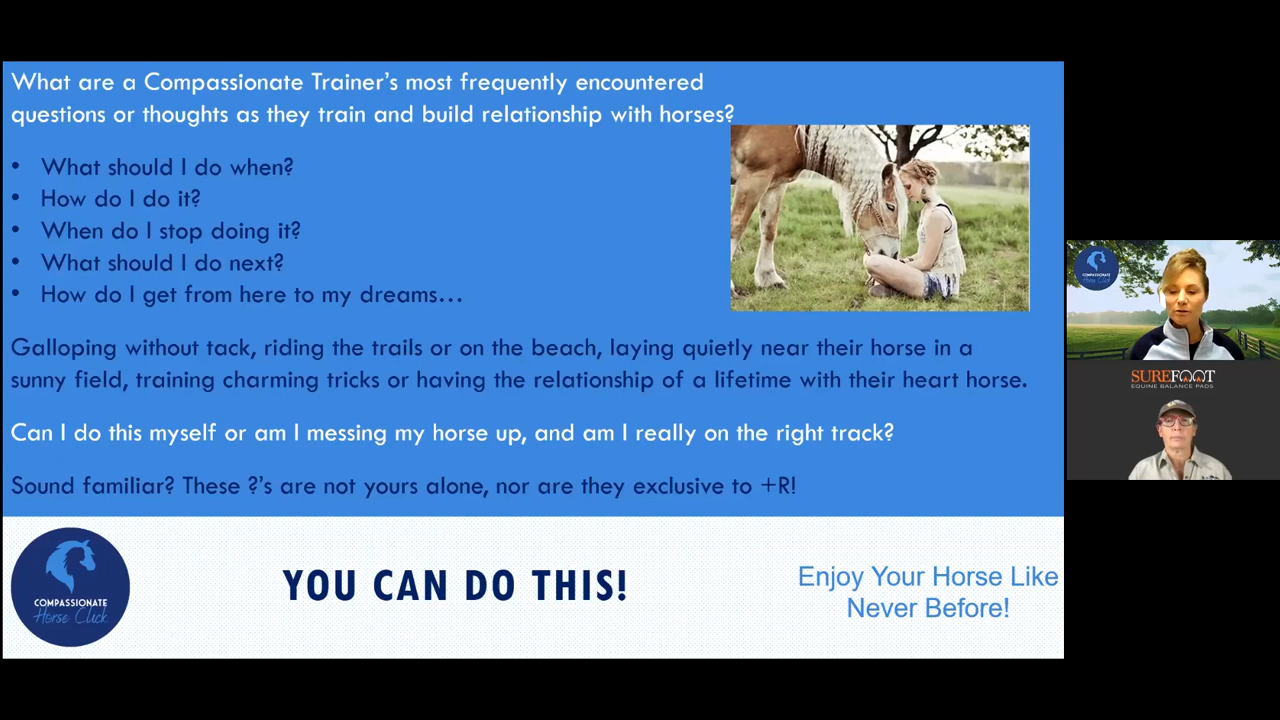 What are a Compassionate Trainer's most frequently encountered
questions or thoughts as they train and build relationship with horses?
• What should I do when?
• How do I do it?
• When do I stop doing it?
• What should I do next?
• How do I get from here to my dreams…
Galloping without tack, riding the trails or on the beach, laying quietly near their horse in a
sunny field, training charming tricks or having the relationship of a lifetime with their heart horse.
Can I do this myself or am I messing my horse up, and am I really on the right track?
Sound familiar? These ?'s are not yours alone, nor are they exclusive to +R!
COMPASSIONATE
Horse Click
YOU CAN DO THIS!
Enjoy Your Horse Like
Never Before!
COMPASSIONATE
Horse Click
SUREFOOT
EQUINE BALANCE PADS